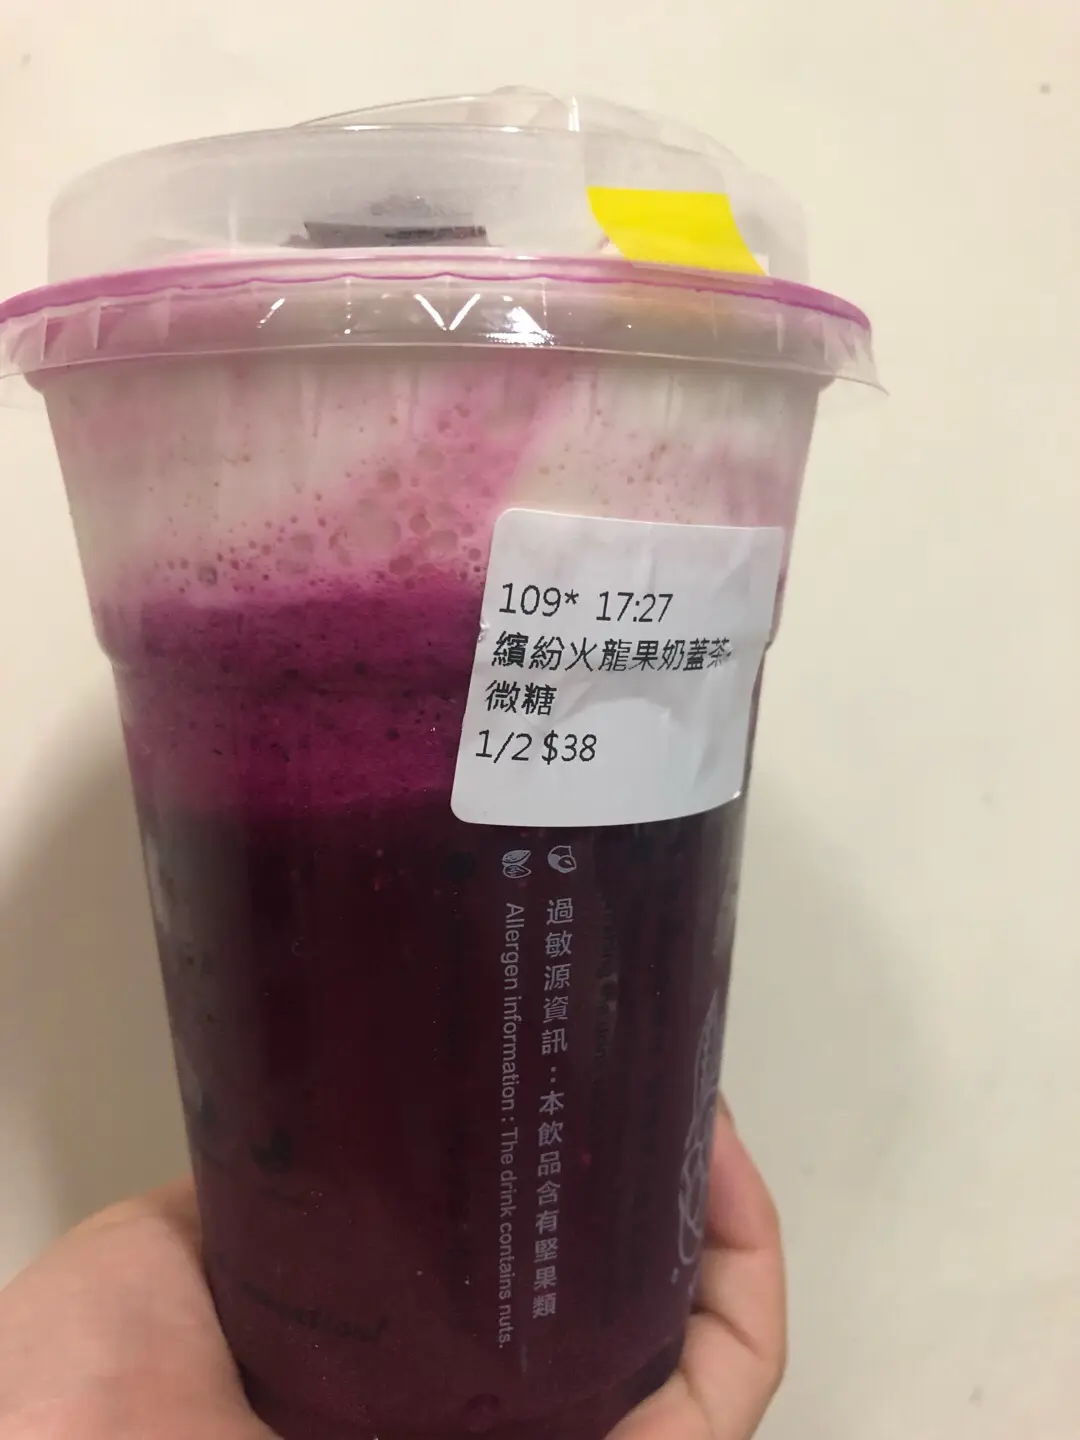 109* 17:27
繽紛火龍果奶蓋茶
微糖
1/2 $38
過敏源資訊：本飲品含有堅果類
Allergen information : The drink contains nuts.